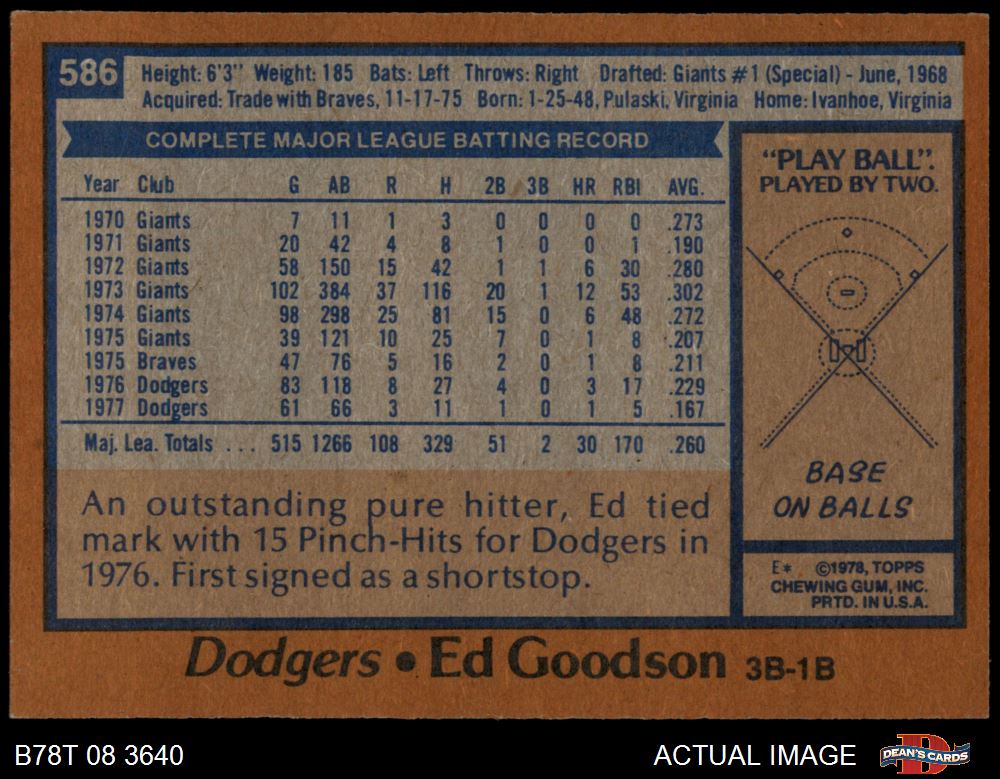 586
Height: 6'3" Weight: 185 Bats: Left Throws: Right Drafted: Giants #1 (Special) - June, 1968
Acquired: Trade with Braves, 11-17-75 Born: 1-25-48, Pulaski, Virginia Home: Ivanhoe, Virginia
COMPLETE MAJOR LEAGUE BATTING RECORD
Year Club G AB R H 2B 3B HR RBI AVG.
1970 Giants 7 11 1 3 0 0 0 0 .273
1971 Giants 20 42 4 8 1 0 0 1 .190
1972 Giants 58 150 15 42 1 1 6 30 .280
1973 Giants 102 384 37 116 20 1 12 53 .302
1974 Giants 98 298 25 81 15 0 6 48 .272
1975 Giants 39 121 10 25 7 0 1 8 .207
1975 Braves 47 76 5 16 2 0 1 8 .211
1976 Dodgers 83 118 8 27 4 0 3 17 .229
1977 Dodgers 61 66 3 11 1 0 1 5 .167
Maj. Lea. Totals ... 515 1266 108 329 51 2 30 170 .260
An outstanding pure hitter, Ed tied
mark with 15 Pinch-Hits for Dodgers in
1976. First signed as a shortstop.
"PLAY BALL".
PLAYED BY TWO.
BASE
ON BALLS
E* ©1978, TOPPS
CHEWING GUM, INC.
PRTD. IN U.S.A.
Dodgers • Ed Goodson 3B-1B
B78T 08 3640
ACTUAL IMAGE
DEAN'S CARDS